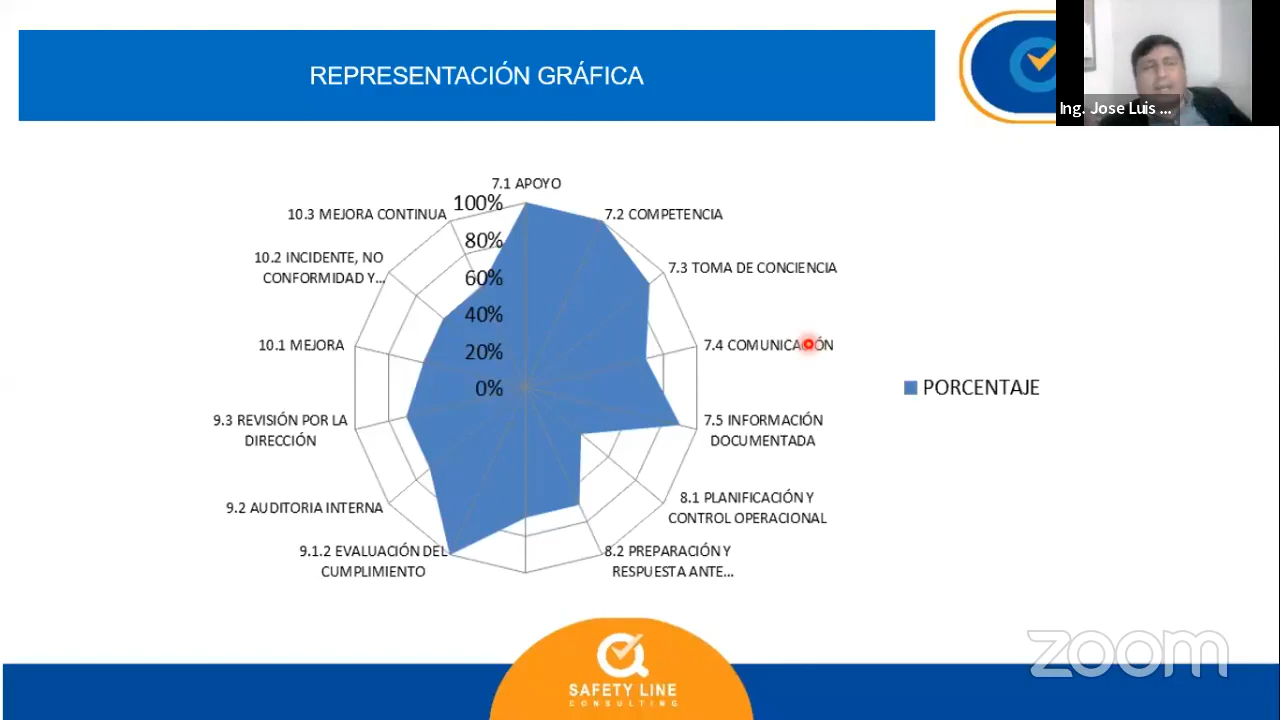 REPRESENTACIÓN GRÁFICA
Ing. Jose Luis ...
7.1 APOYO
100%
10.3 MEJORA CONTINUA
7.2 COMPETENCIA
80%
10.2 INCIDENTE, NO
CONFORMIDAD Y...
7.3 TOMA DE CONCIENCIA
60%
40%
10.1 MEJORA
20%
7.4 COMUNICACIÓN
0%
PORCENTAJE
9.3 REVISIÓN POR LA
DIRECCIÓN
7.5 INFORMACIÓN
DOCUMENTADA
9.2 AUDITORIA INTERNA
8.1 PLANIFICACIÓN Y
CONTROL OPERACIONAL
9.1.2 EVALUACIÓN DEL
CUMPLIMIENTO
8.2 PREPARACIÓN Y
RESPUESTA ANTE...
zoom
SAFETY LINE
CONSULTING